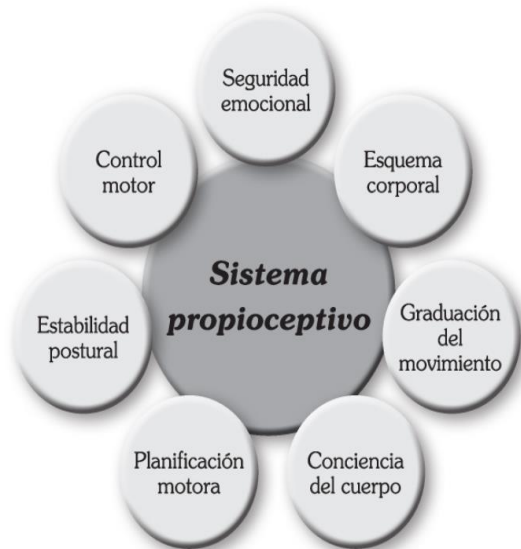 Seguridad
emocional
Control
motor
Esquema
corporal
Sistema
propioceptivo
Estabilidad
postural
Graduación
del
movimiento
Planificación
motora
Conciencia
del cuerpo